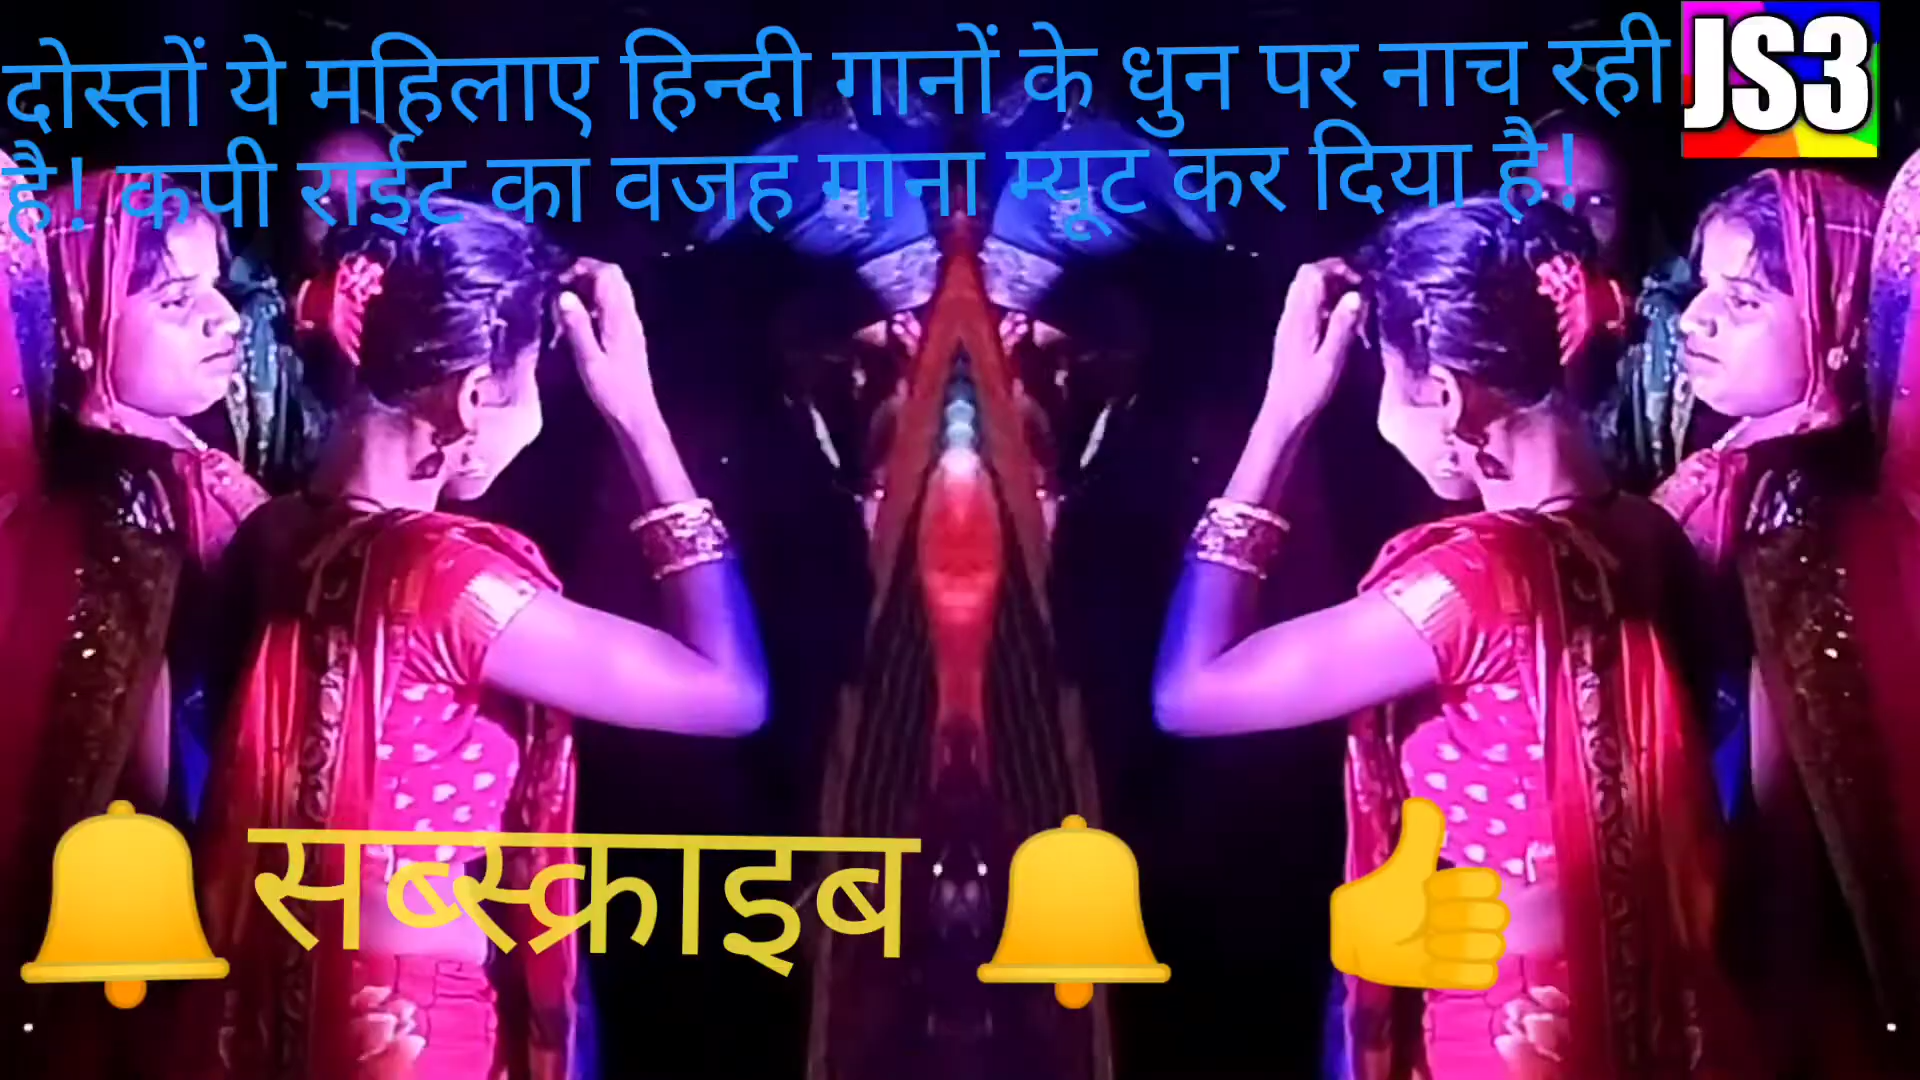 दोस्तों ये महिलाए हिन्दी गानों के धुन पर नाच रही
है! कपी राईट का वजह गाना म्यूट कर दिया है!
JS3
सब्स्क्राइब